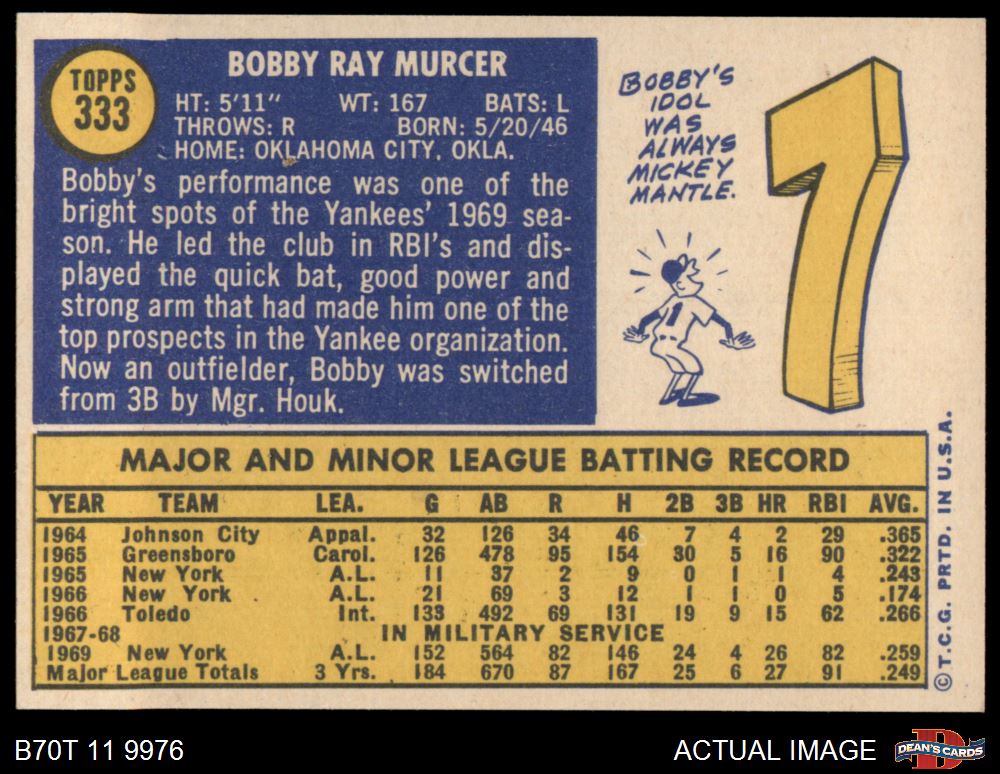 TOPPS
333
BOBBY RAY MURCER
HT: 5'11" WT: 167 BATS: L
THROWS: R BORN: 5/20/46
HOME: OKLAHOMA CITY, OKLA.
Bobby's performance was one of the
bright spots of the Yankees' 1969 sea-
son. He led the club in RBI's and dis-
played the quick bat, good power and
strong arm that had made him one of the
top prospects in the Yankee organization.
Now an outfielder, Bobby was switched
from 3B by Mgr. Houk.
BOBBY'S
IDOL
WAS
ALWAYS
MICKEY
MANTLE.
7
1
MAJOR AND MINOR LEAGUE BATTING RECORD
YEAR TEAM LEA. G AB R H 2B 3B HR RBI AVG.
1964 Johnson City Appal. 32 126 34 46 7 4 2 29 .365
1965 Greensboro Carol. 126 478 95 154 30 5 16 90 .322
1965 New York A.L. 11 37 2 9 0 1 1 4 .243
1966 New York A.L. 21 69 3 12 1 1 0 5 .174
1966 Toledo Int. 133 492 69 131 19 9 15 62 .266
1967-68 IN MILITARY SERVICE
1969 New York A.L. 152 564 82 146 24 4 26 82 .259
Major League Totals 3 Yrs. 184 670 87 167 25 6 27 91 .249
©T.C.G. PRTD. IN U.S.A.
B70T 11 9976
ACTUAL IMAGE
D
DEAN'S CARDS